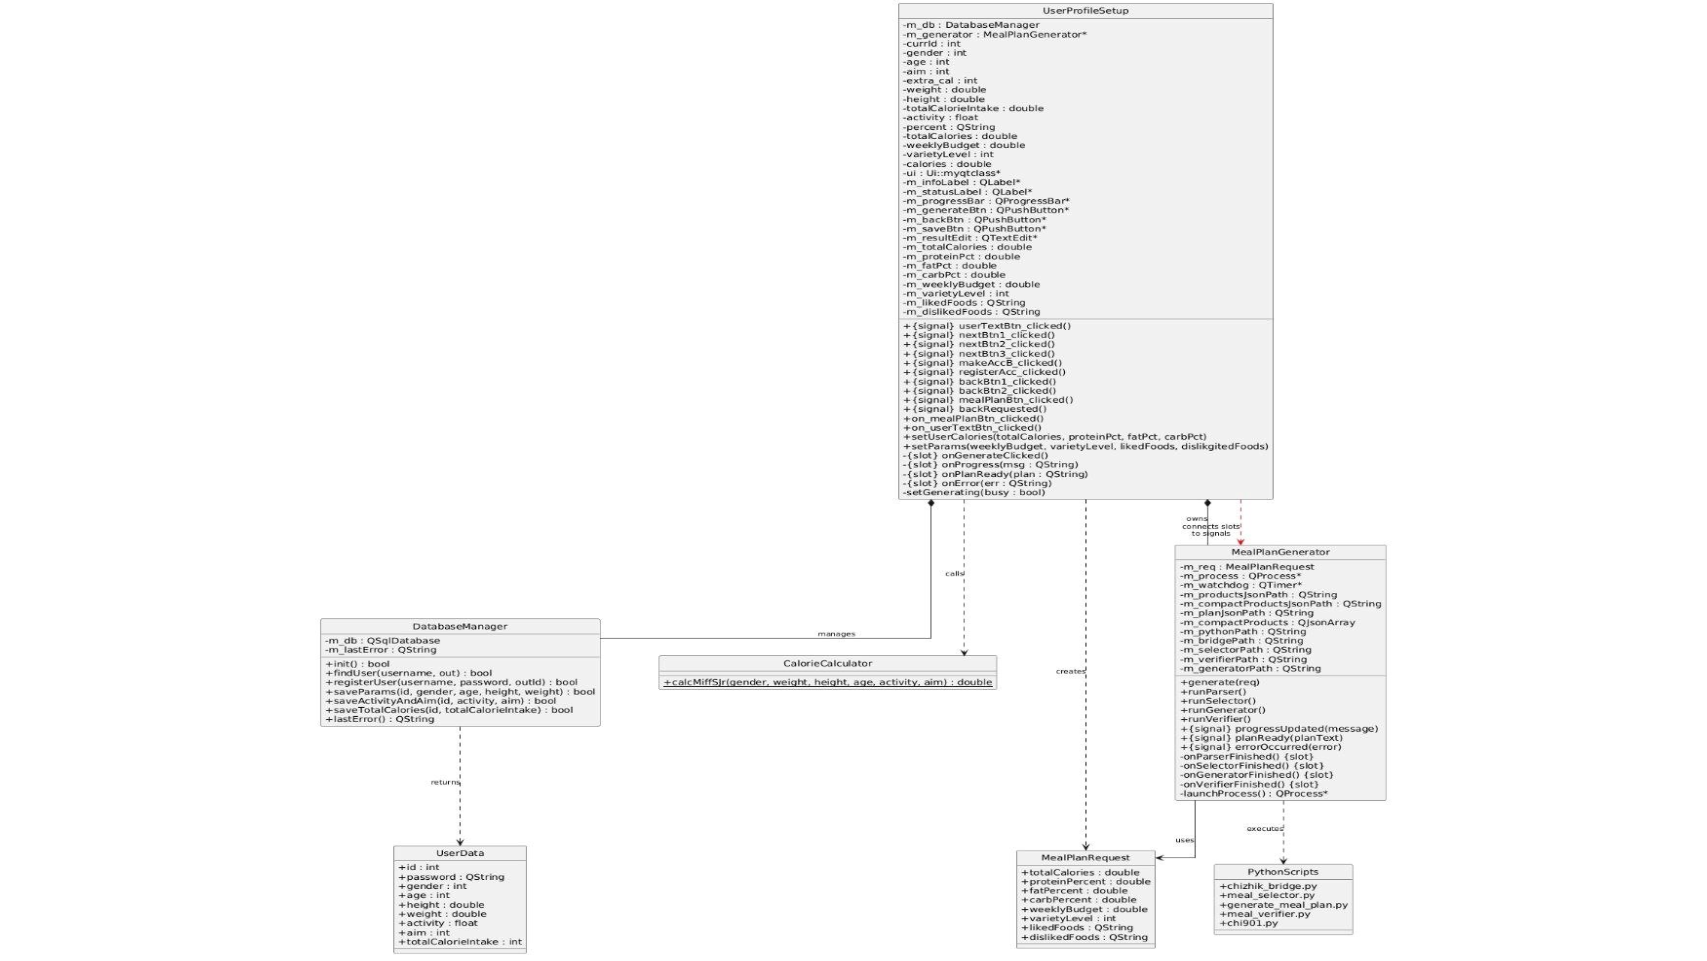 UserProfileSetup
-m_db : DatabaseManager
-m_generator : MealPlanGenerator*
-currId : int
-gender : int
-age : int
-aim : int
-extra_cal : int
-weight : double
-height : double
-totalCalorieIntake : double
-activity : float
-percent : QString
-totalCalories : double
-weeklyBudget : double
-varietyLevel : int
-calories : double
-ui : Ui::myqtclass*
-m_infoLabel : QLabel*
-m_statusLabel : QLabel*
-m_progressBar : QProgressBar*
-m_generateBtn : QPushButton*
-m_backBtn : QPushButton*
-m_saveBtn : QPushButton*
-m_resultEdit : QTextEdit*
-m_totalCalories : double
-m_proteinPct : double
-m_fatPct : double
-m_carbPct : double
-m_weeklyBudget : double
-m_varietyLevel : int
-m_likedFoods : QString
-m_dislikedFoods : QString
+{signal} userTextBtn_clicked()
+{signal} nextBtn1_clicked()
+{signal} nextBtn2_clicked()
+{signal} nextBtn3_clicked()
+{signal} makeAccB_clicked()
+{signal} registerAcc_clicked()
+{signal} backBtn1_clicked()
+{signal} backBtn2_clicked()
+{signal} mealPlanBtn_clicked()
+{signal} backRequested()
+on_mealPlanBtn_clicked()
+on_userTextBtn_clicked()
+setUserCalories(totalCalories, proteinPct, fatPct, carbPct)
+setParams(weeklyBudget, varietyLevel, likedFoods, dislikgitedFoods)
-{slot} onGenerateClicked()
-{slot} onProgress(msg : QString)
-{slot} onPlanReady(plan : QString)
-{slot} onError(err : QString)
-setGenerating(busy : bool)
owns
connects slots
to signals
calls
manages
creates
MealPlanGenerator
-m_req : MealPlanRequest
-m_process : QProcess*
-m_watchdog : QTimer*
-m_productsJsonPath : QString
-m_compactProductsJsonPath : QString
-m_planJsonPath : QString
-m_compactProducts : QJsonArray
-m_pythonPath : QString
-m_bridgePath : QString
-m_selectorPath : QString
-m_verifierPath : QString
-m_generatorPath : QString
+generate(req)
+runParser()
+runSelector()
+runGenerator()
+runVerifier()
+{signal} progressUpdated(message)
+{signal} planReady(planText)
+{signal} errorOccurred(error)
-onParserFinished() {slot}
-onSelectorFinished() {slot}
-onGeneratorFinished() {slot}
-onVerifierFinished() {slot}
-launchProcess() : QProcess*
DatabaseManager
-m_db : QSqlDatabase
-m_lastError : QString
+init() : bool
+findUser(username, out) : bool
+registerUser(username, password, outId) : bool
+saveParams(id, gender, age, height, weight) : bool
+saveActivityAndAim(id, activity, aim) : bool
+saveTotalCalories(id, totalCalorieIntake) : bool
+lastError() : QString
CalorieCalculator
+calcMiffSJr(gender, weight, height, age, activity, aim) : double
returns
uses
executes
UserData
+id : int
+password : QString
+gender : int
+age : int
+height : double
+weight : double
+activity : float
+aim : int
+totalCalorieIntake : int
MealPlanRequest
+totalCalories : double
+proteinPercent : double
+fatPercent : double
+carbPercent : double
+weeklyBudget : double
+varietyLevel : int
+likedFoods : QString
+dislikedFoods : QString
PythonScripts
+chizhik_bridge.py
+meal_selector.py
+generate_meal_plan.py
+meal_verifier.py
+chi901.py